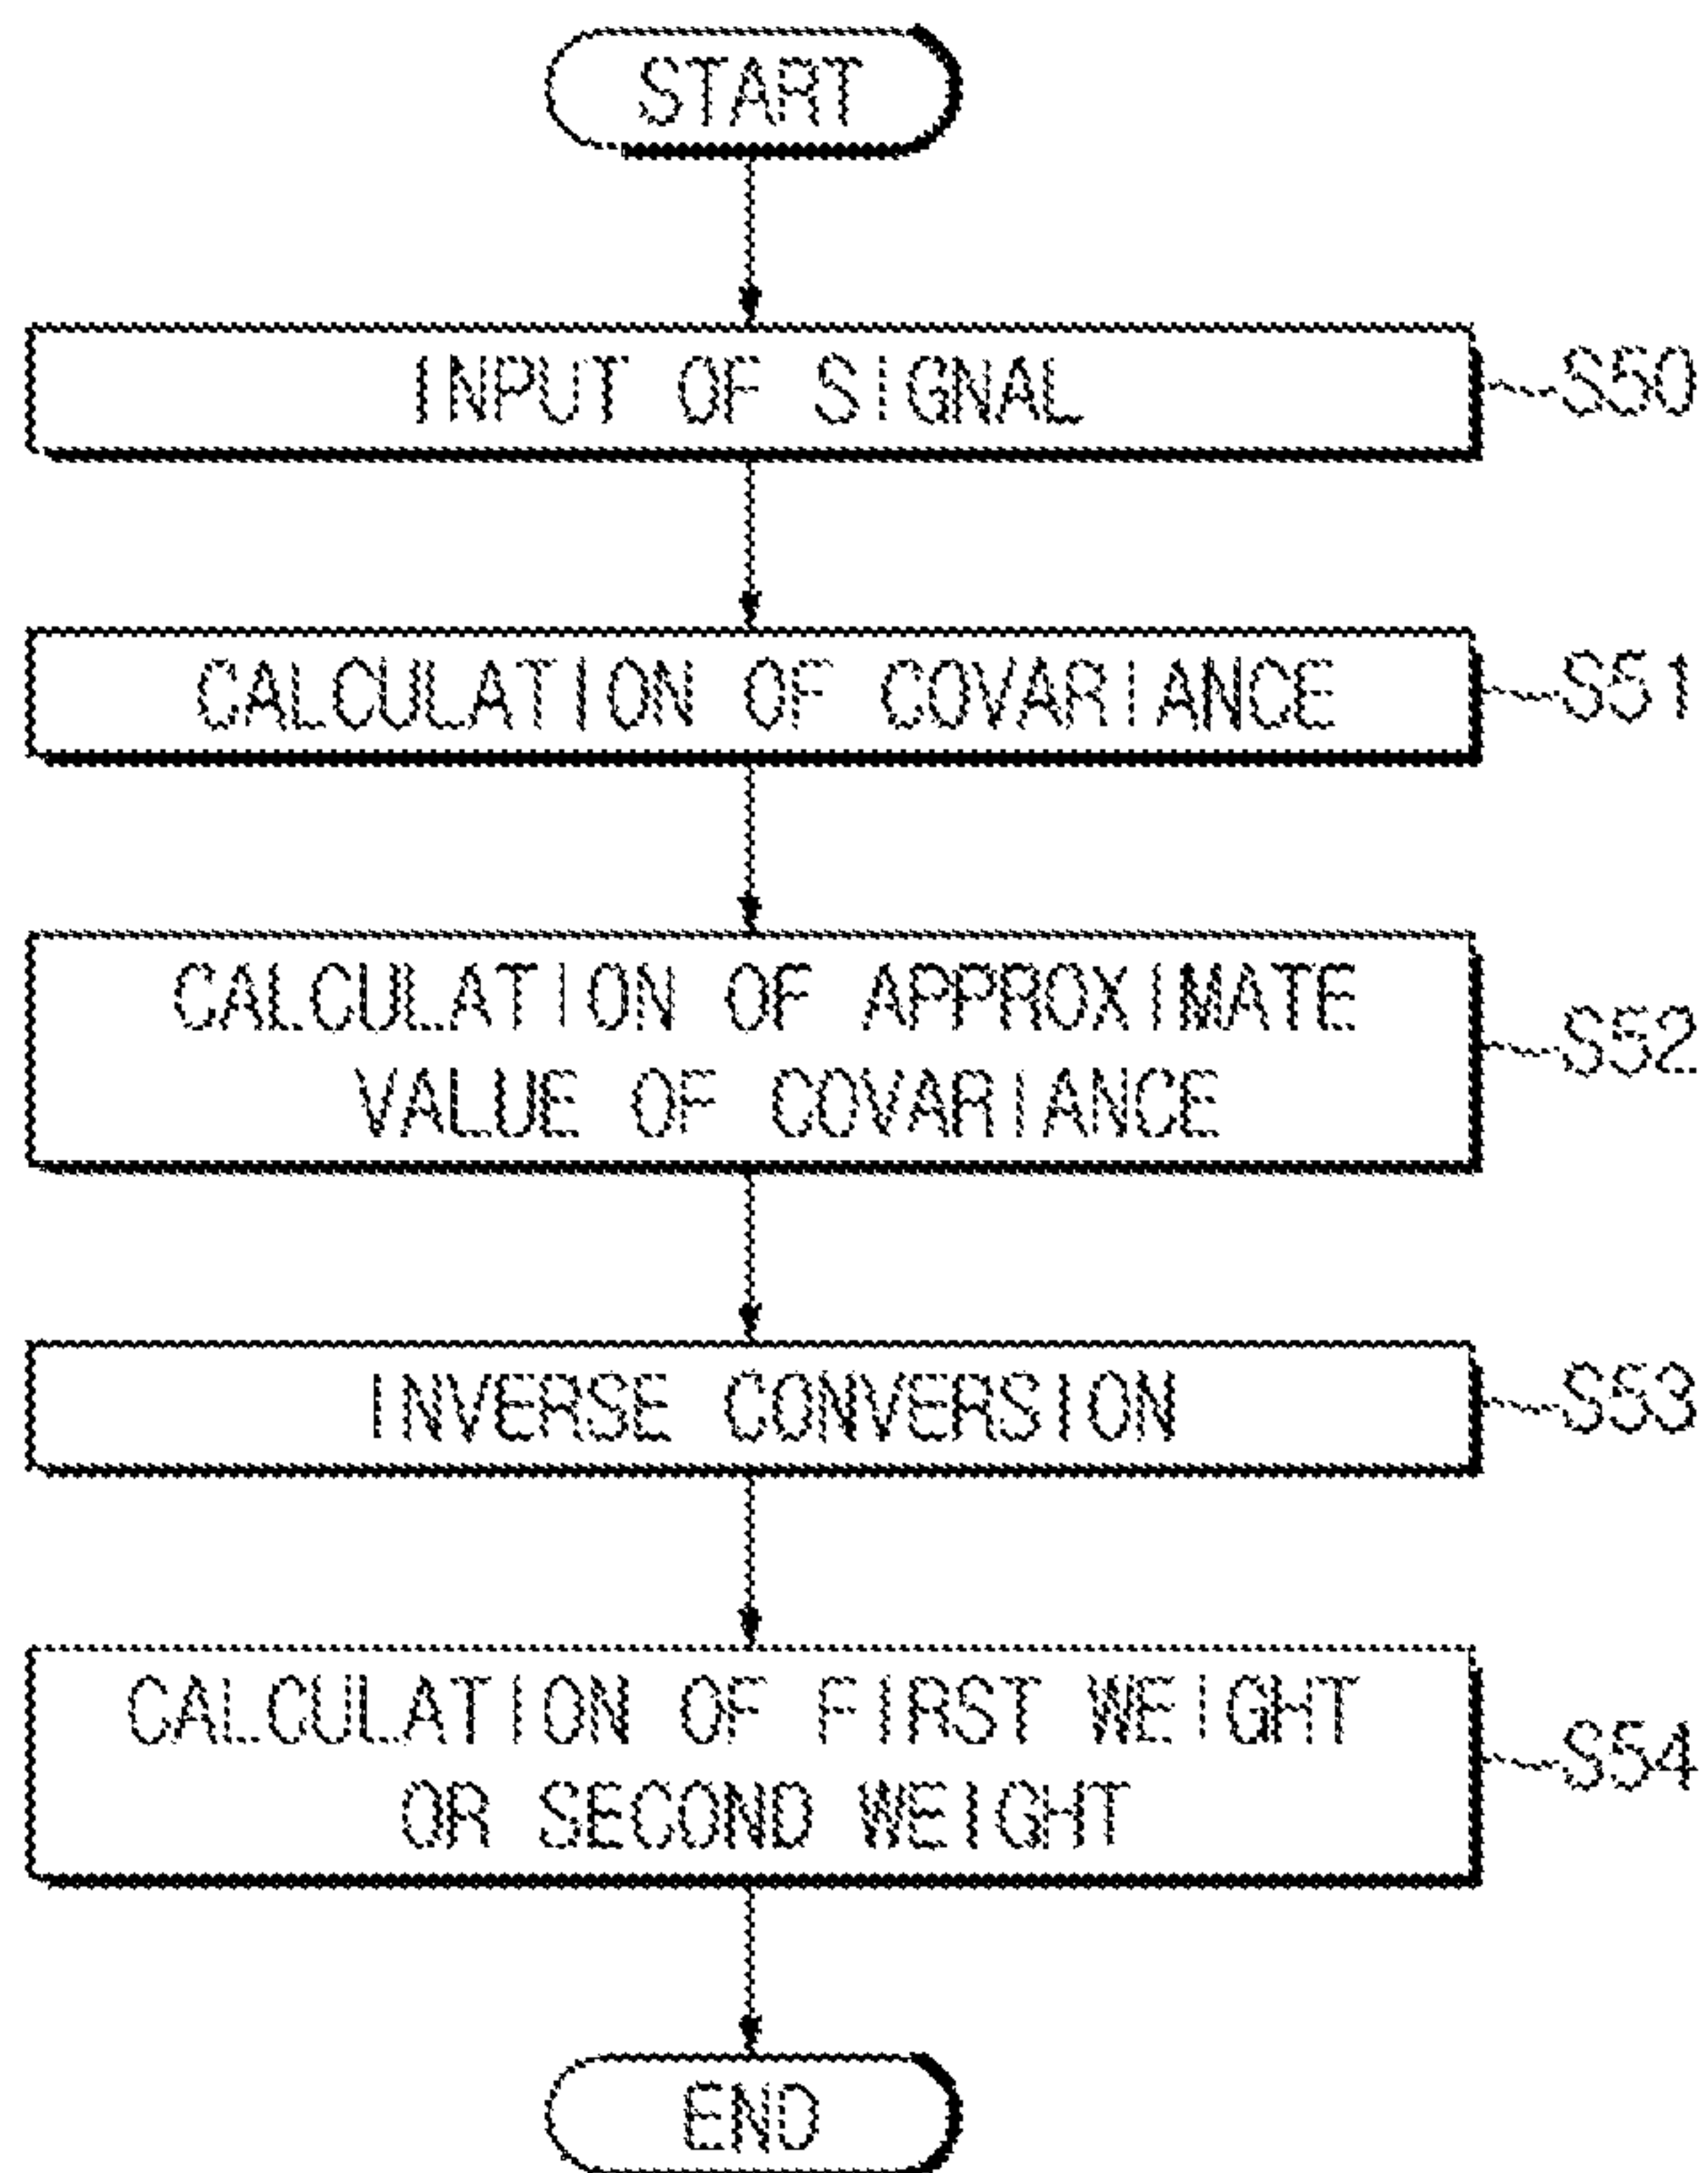 START
INPUT OF SIGNAL
S50
CALCULATION OF COVARIANCE
S51
CALCULATION OF APPROXIMATE
VALUE OF COVARIANCE
S52
INVERSE CONVERSION
S53
CALCULATION OF FIRST WEIGHT
OR SECOND WEIGHT
S54
END